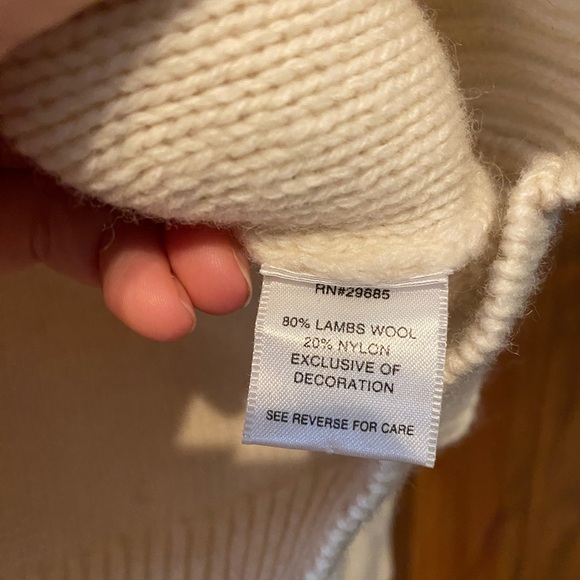 RN#29685
80% LAMBS WOOL
20% NYLON
EXCLUSIVE OF
DECORATION
SEE REVERSE FOR CARE